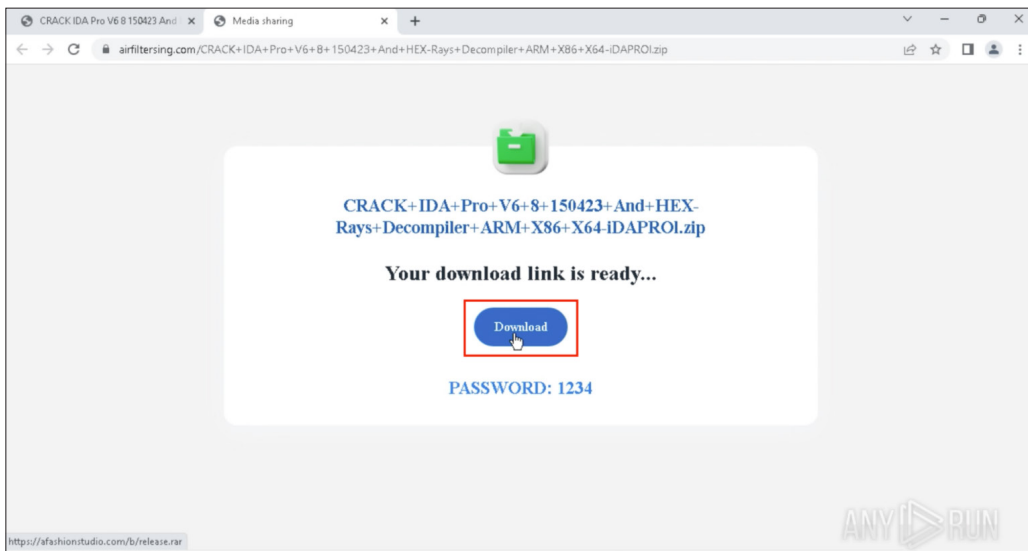 CRACK IDA Pro V6 8 150423 And
Media sharing
airfiltersing.com/CRACK+IDA+Pro+V6+8+150423+And+HEX-Rays+Decompiler+ARM+X86+X64-iDAPROl.zip
CRACK+IDA+Pro+V6+8+150423+And+HEX-
Rays+Decompiler+ARM+X86+X64-iDAPROl.zip
Your download link is ready...
Download
PASSWORD: 1234
ANY RUN
https://afashionstudio.com/b/release.rar